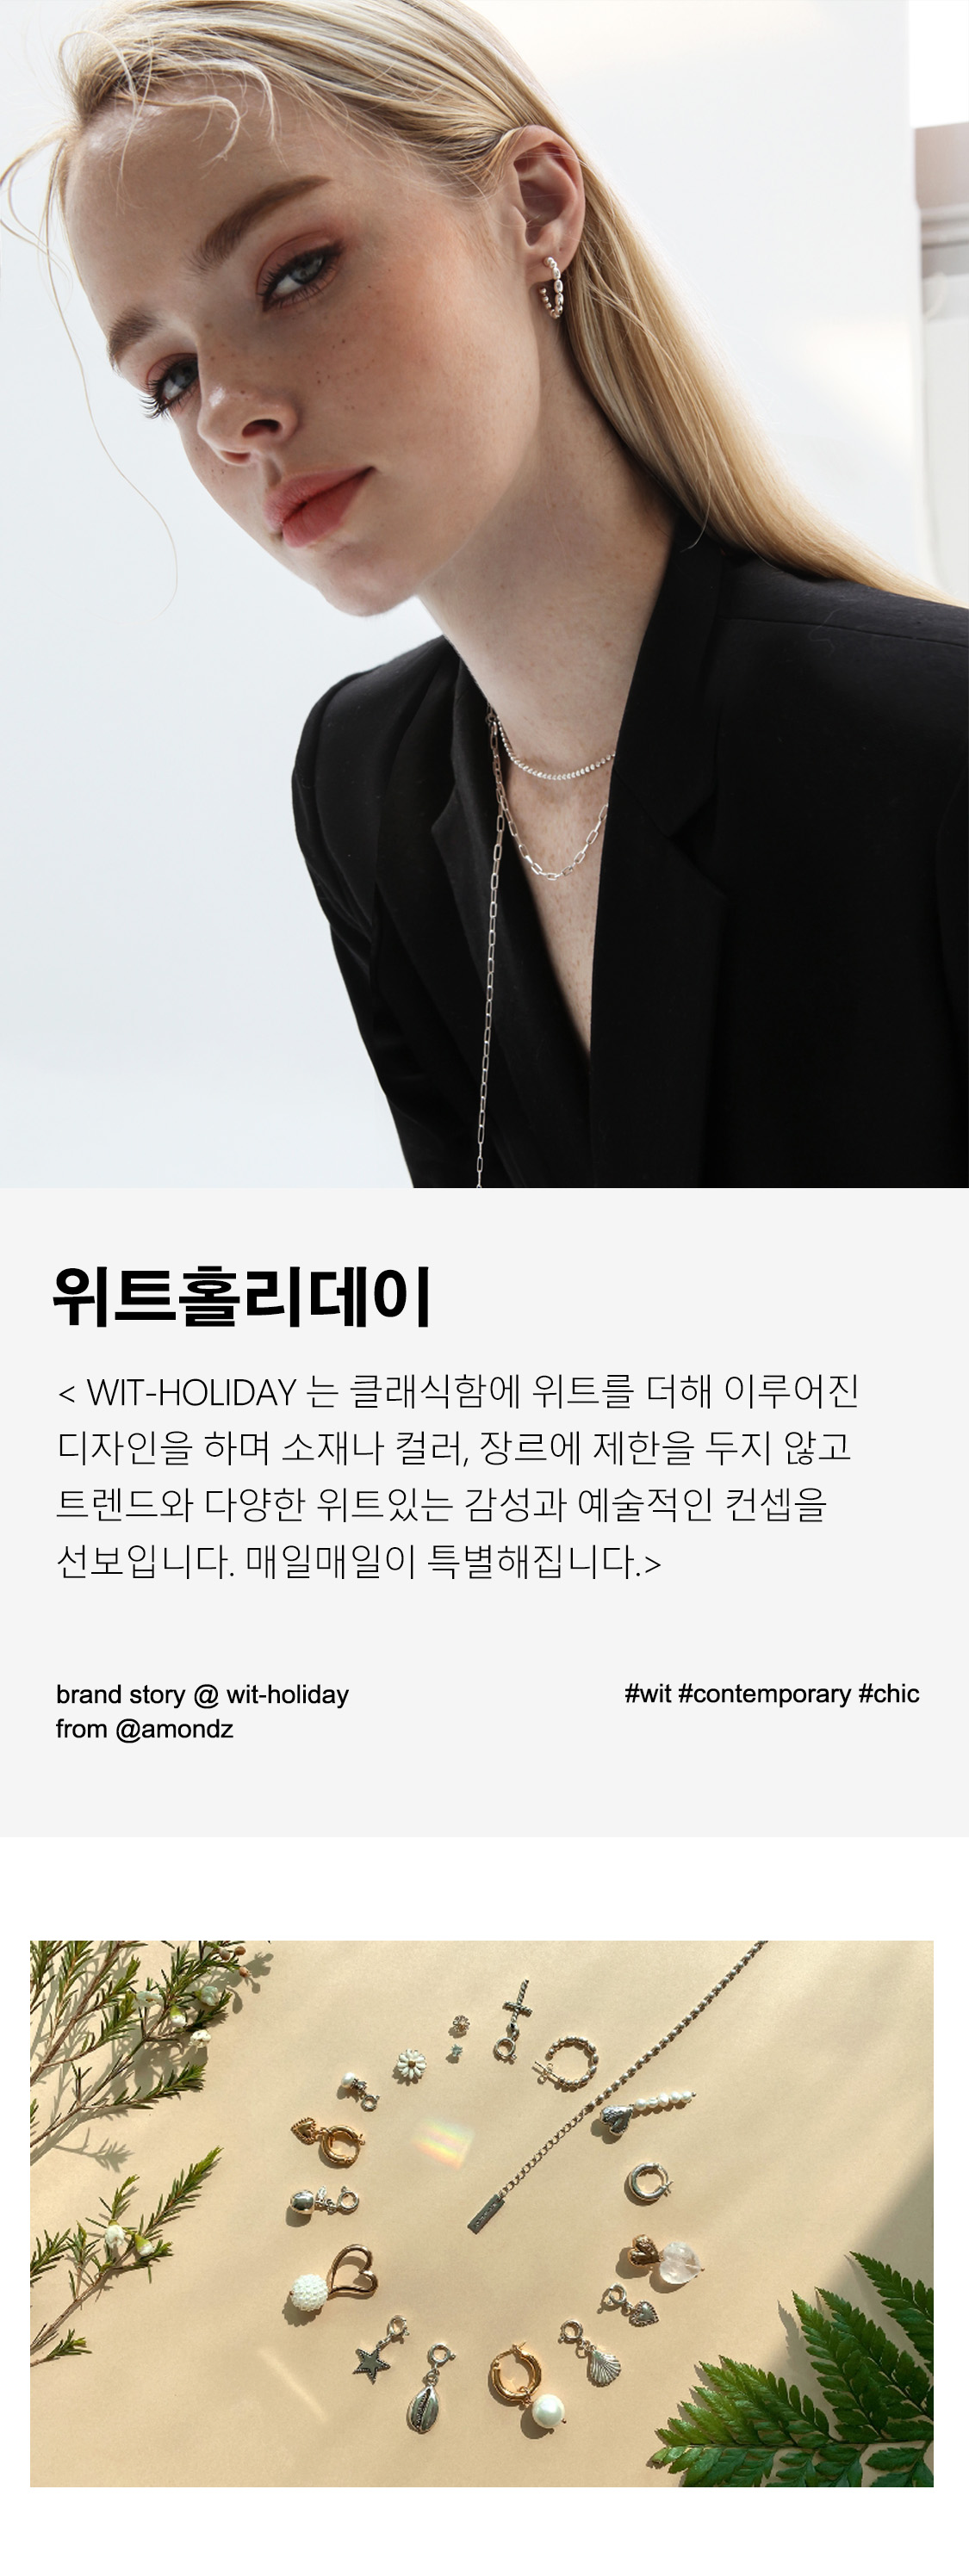 위트홀리데이
< WIT-HOLIDAY 는 클래식함에 위트를 더해 이루어진
디자인을 하며 소재나 컬러, 장르에 제한을 두지 않고
트렌드와 다양한 위트있는 감성과 예술적인 컨셉을
선보입니다. 매일매일이 특별해집니다.>
brand story @ wit-holiday
from @amondz
#wit #contemporary #chic